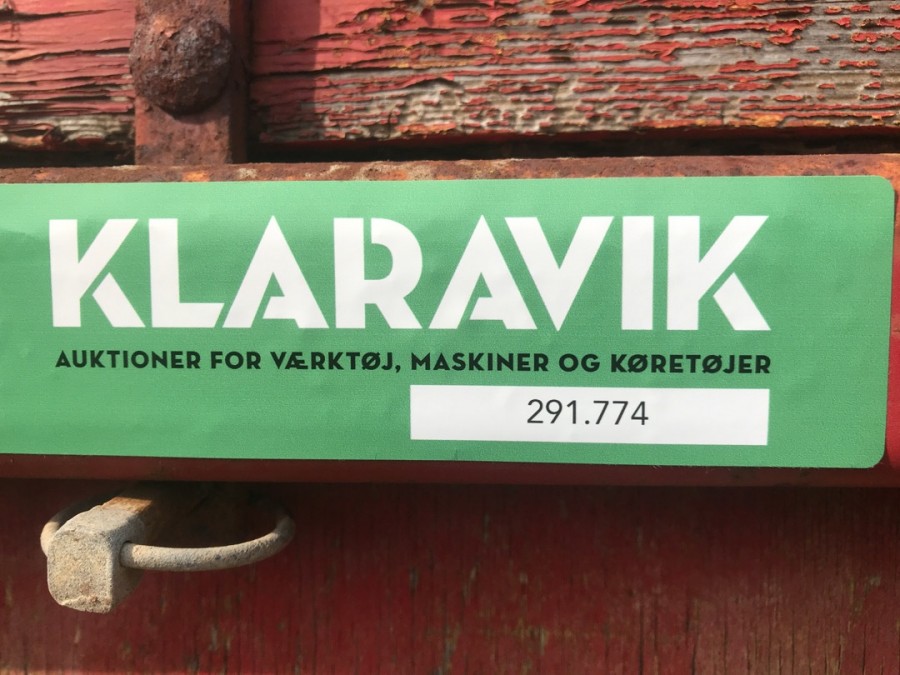 KLARAVIK
AUKTIONER FOR VÆRKTØJ, MASKINER OG KØRETØJER
291.774